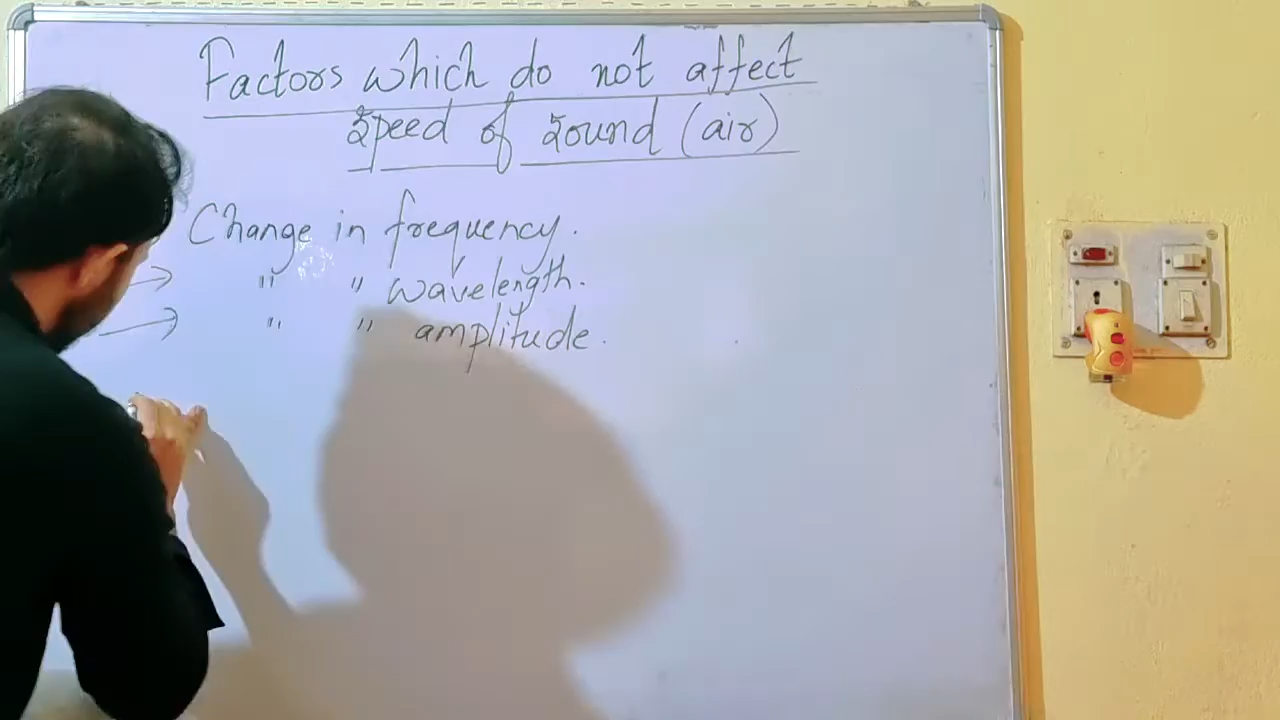 Factors which do not affect
speed of sound (air)
Change in frequency.
→ " " wavelength.
→ " " amplitude.